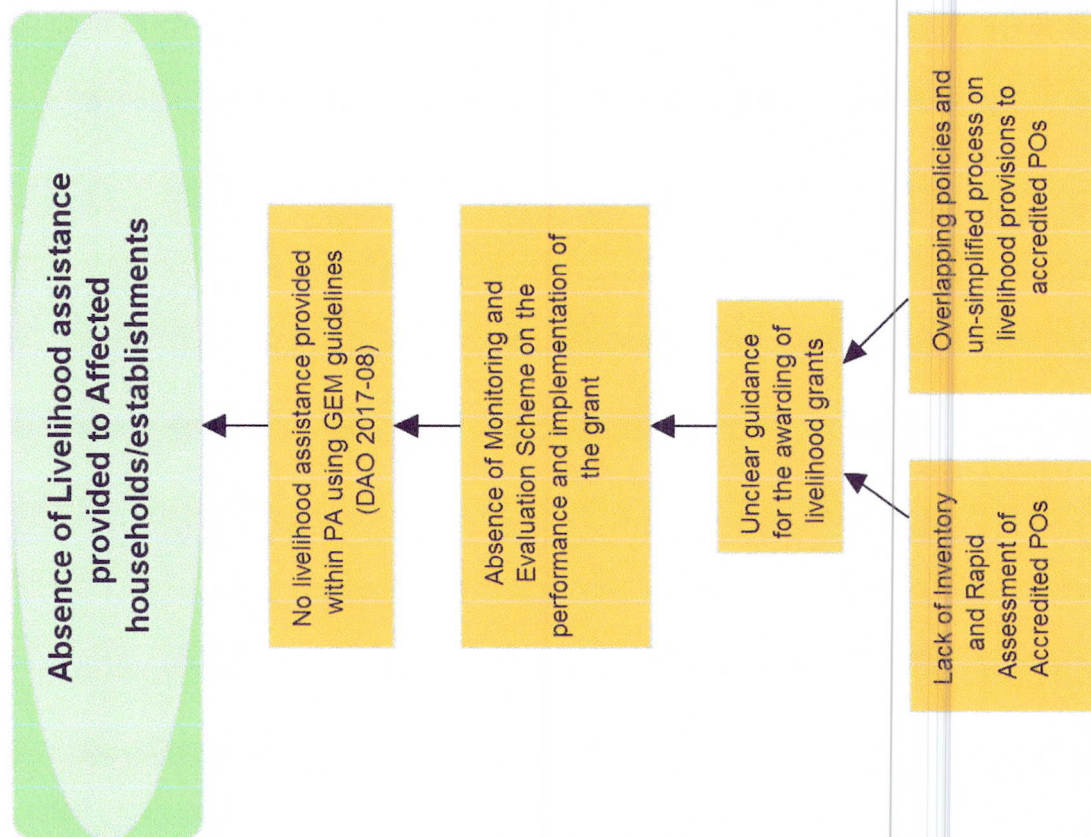 Absence of Livelihood assistance
provided to Affected
households/establishments
No livelihood assistance provided
within PA using GEM guidelines
(DAO 2017-08)
Absence of Monitoring and
Evaluation Scheme on the
performance and implementation of
the grant
Unclear guidance
for the awarding of
livelihood grants
Lack of Inventory
and Rapid
Assessment of
Accredited POs
Overlapping policies and
un-simplified process on
livelihood provisions to
accredited POs